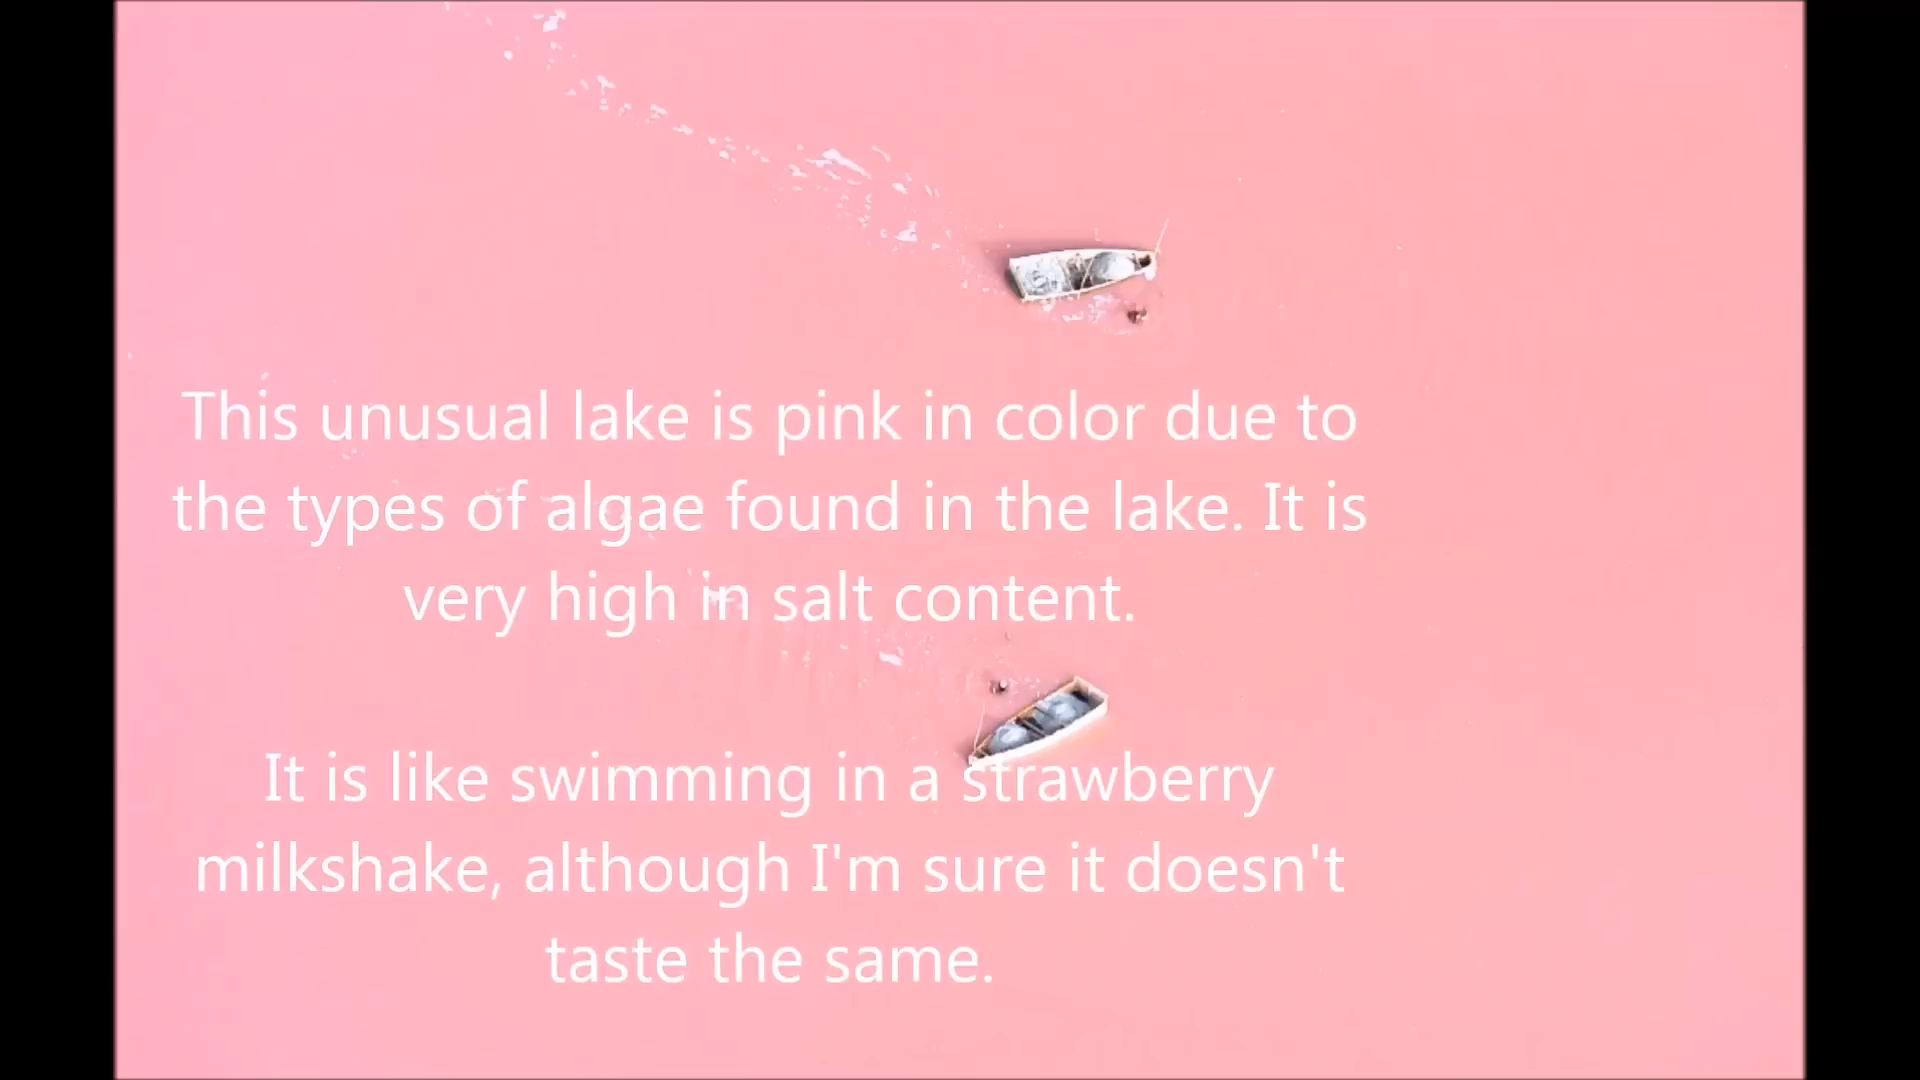 This unusual lake is pink in color due to
the types of algae found in the lake. It is
very high in salt content.
It is like swimming in a strawberry
milkshake, although I'm sure it doesn't
taste the same.